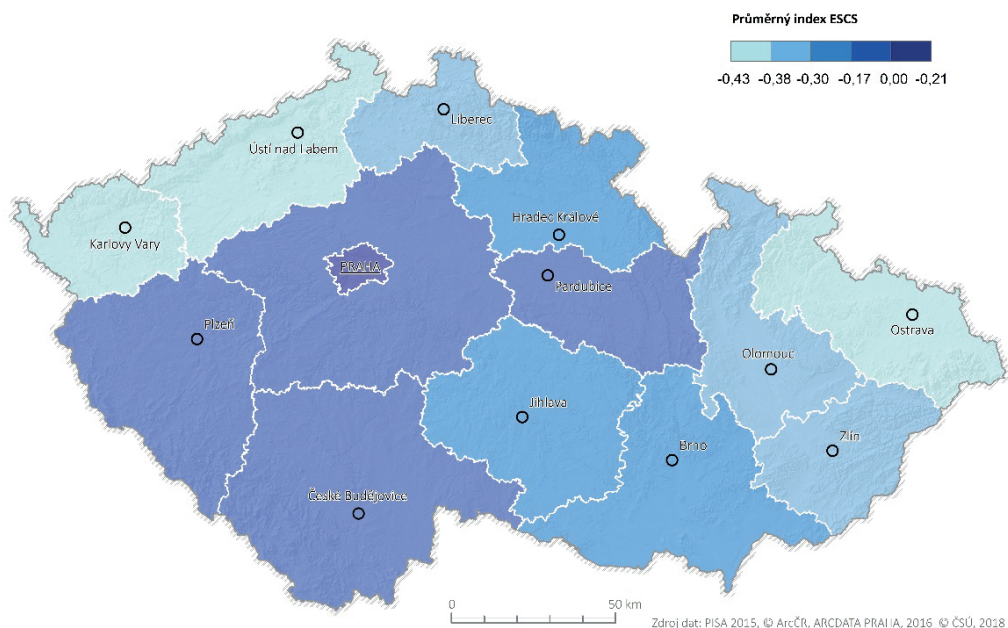 Průměrný index ESCS
-0,43 -0,38 -0,30 -0,17 0,00 -0,21
Liberec
Ústí nad Labem
Hradec Králové
Karlovy Vary
PRAHA
Pardubice
Plzeň
Ostrava
Olomouc
Jihlava
Zlín
Brno
České Budějovice
0 50 km
Zdroj dat: PISA 2015, © ArcČR, ARCDATA PRAHA, 2016 © ČSÚ, 2018